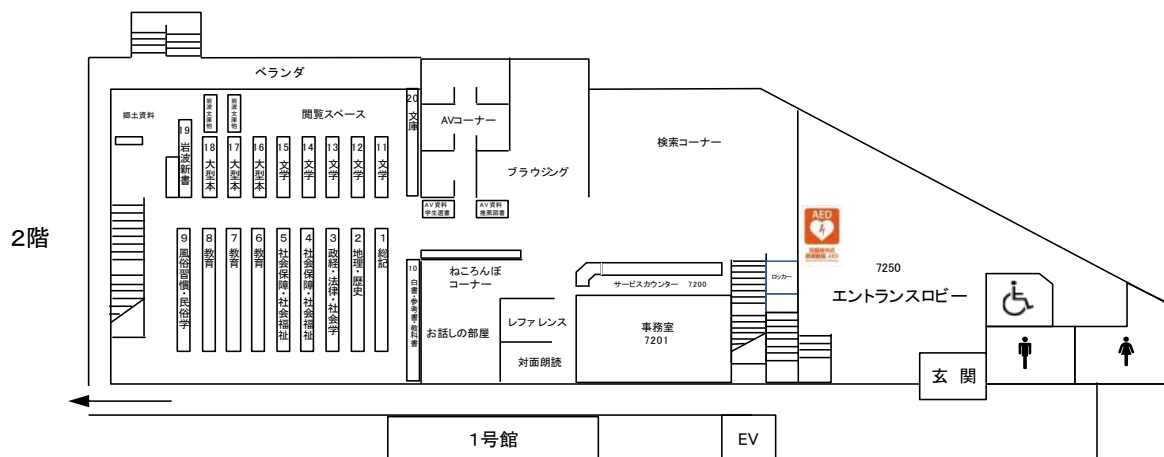 2階
ベランダ
郷土資料
岩波文庫他
岩波文庫他
閲覧スペース
19 岩波新書
18 大型本
17 大型本
16 大型本
15 文学
14 文学
13 文学
12 文学
11 文学
20 文庫
AVコーナー
ブラウジング
検索コーナー
AV資料
学生選書
AV資料
推薦図書
AED
9 風俗習慣・民俗学
8 教育
7 教育
6 教育
5 社会保障・社会福祉
4 社会保障・社会福祉
3 政経・法律・社会学
2 地理・歴史
1 総記
10 白書・参考書・教科書
ねころんぼ
コーナー
お話しの部屋
レファレンス
対面朗読
サービスカウンター 7200
事務室
7201
ロッカー
7250
エントランスロビー
玄 関
1号館
EV